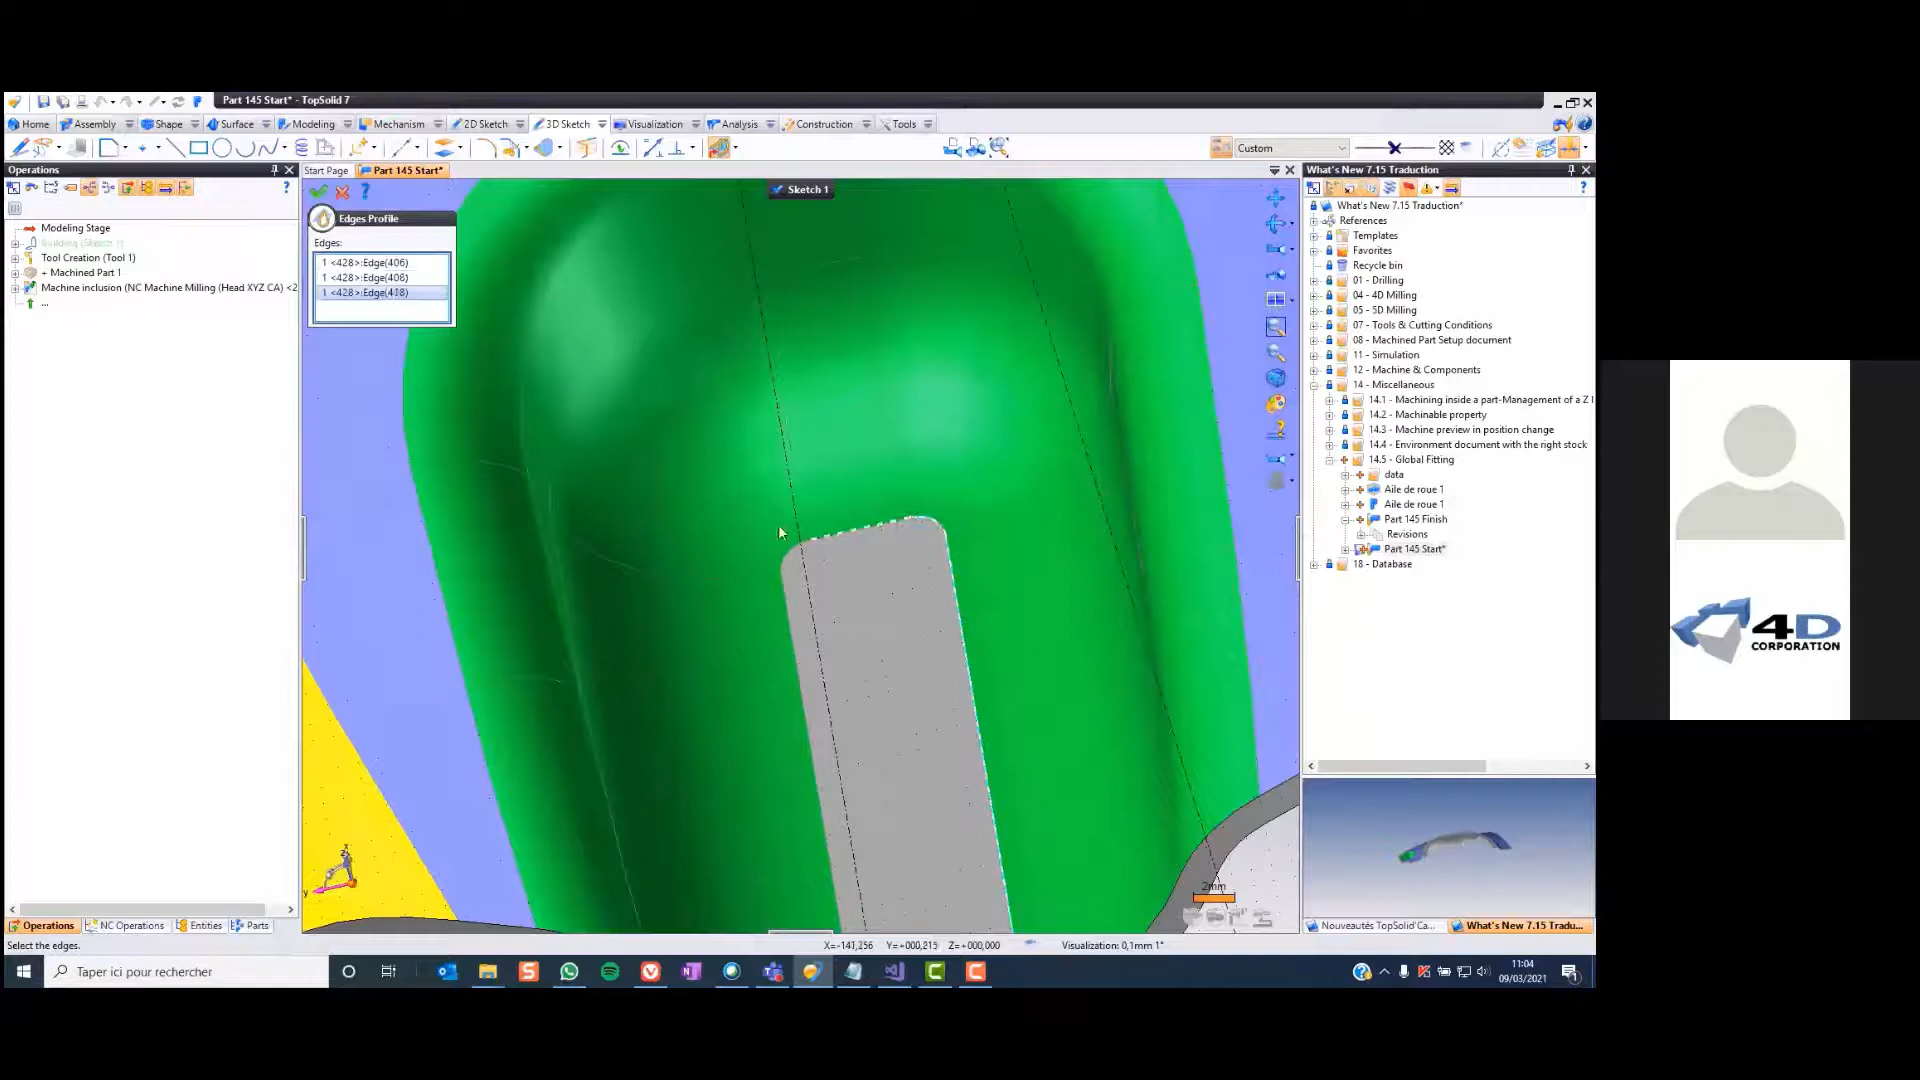 Part 145 Start* - TopSolid 7
Home Assembly Shape Surface Modeling Mechanism 2D Sketch 3D Sketch Visualization Analysis Construction Tools
Custom
Operations
Start Page Part 145 Start*
What's New 7.15 Traduction
Sketch 1
Edges Profile
Edges:
1 <428>:Edge(406)
1 <428>:Edge(408)
1 <428>:Edge(418)
Modeling Stage
Tool Creation (Tool 1)
+ Machined Part 1
Machine inclusion (NC Machine Milling (Head XYZ CA) <2
...
What's New 7.15 Traduction*
References
Templates
Favorites
Recycle bin
01 - Drilling
04 - 4D Milling
05 - 5D Milling
07 - Tools & Cutting Conditions
08 - Machined Part Setup document
11 - Simulation
12 - Machine & Components
14 - Miscellaneous
14.1 - Machining inside a part-Management of a Z l
14.2 - Machinable property
14.3 - Machine preview in position change
14.4 - Environment document with the right stock
14.5 - Global Fitting
data
Aile de roue 1
Aile de roue 1
Part 145 Finish
Revisions
Part 145 Start*
18 - Database
4D
CORPORATION
2mm
Operations NC Operations Entities Parts
Nouveautés TopSolid'Ca... What's New 7.15 Traducti...
Select the edges.
X=-141,256 Y=+000,215 Z=+000,000 Visualization: 0,1mm 1°
Taper ici pour rechercher
11:04
09/03/2021